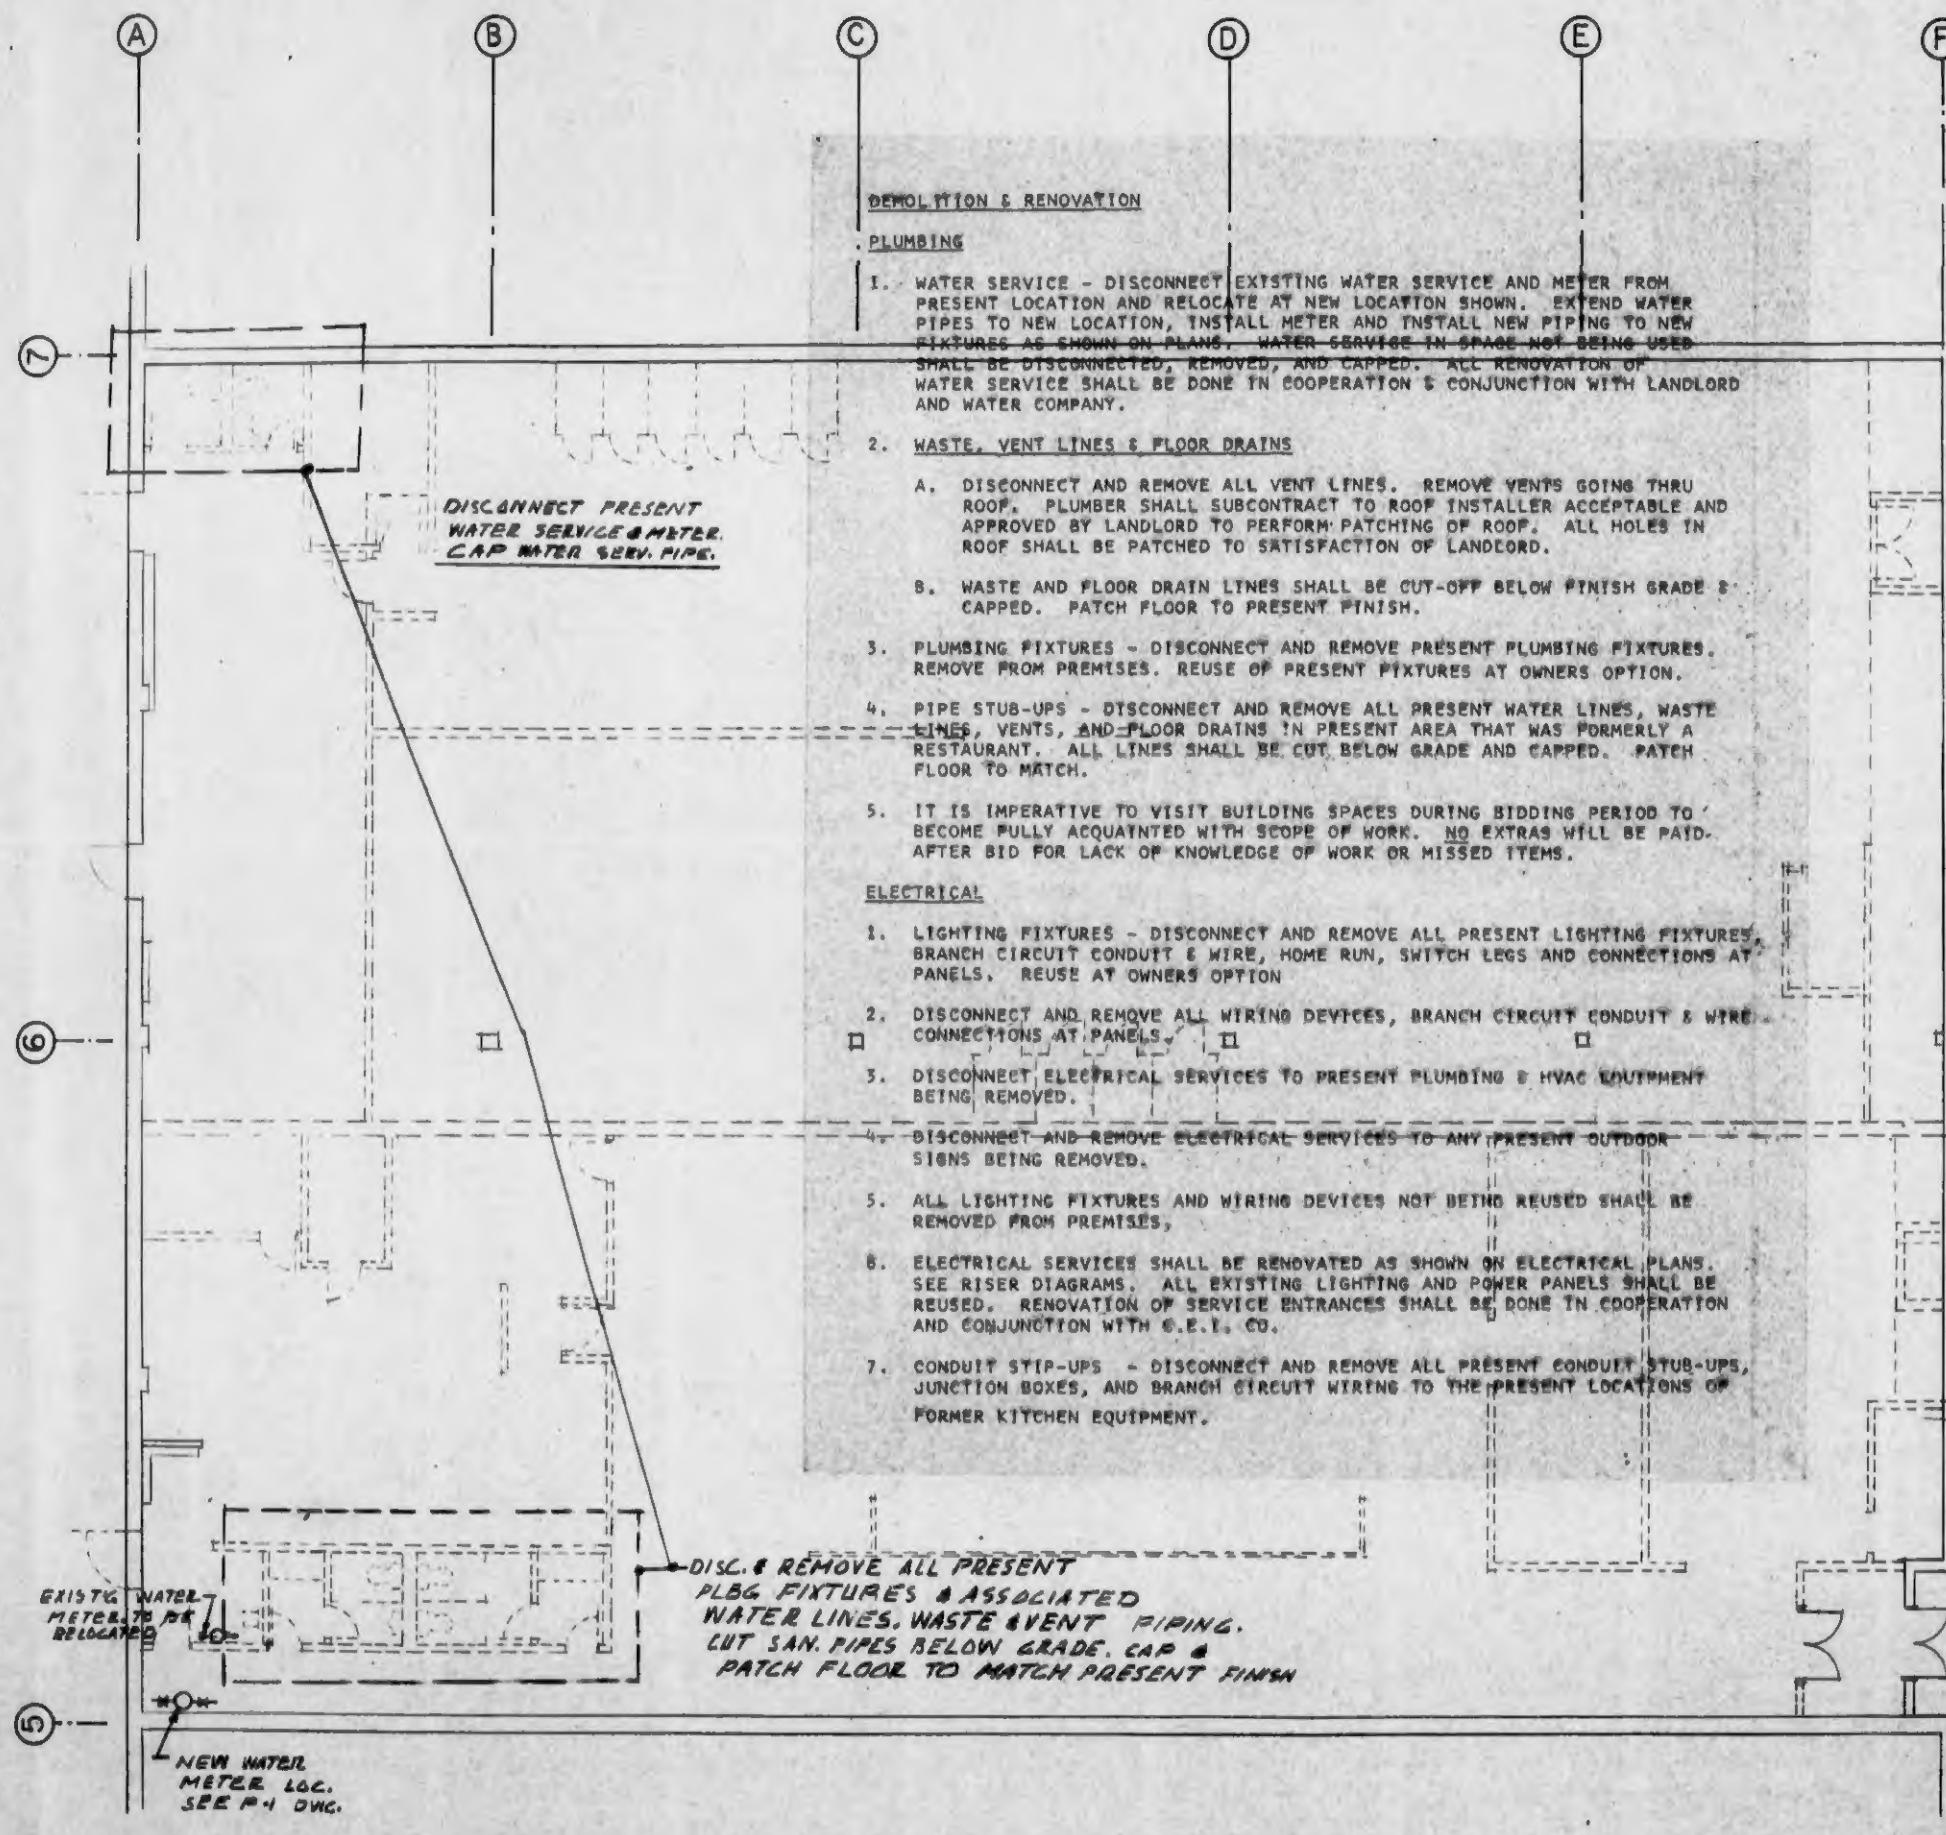 A B C D E F
DEMOLITION & RENOVATION
PLUMBING
1. WATER SERVICE - DISCONNECT EXISTING WATER SERVICE AND METER FROM
PRESENT LOCATION AND RELOCATE AT NEW LOCATION SHOWN. EXTEND WATER
PIPES TO NEW LOCATION, INSTALL METER AND INSTALL NEW PIPING TO NEW
FIXTURES AS SHOWN ON PLANS. WATER SERVICE IN SPACE NOT BEING USED
SHALL BE DISCONNECTED, REMOVED, AND CAPPED. ALL RENOVATION OF
WATER SERVICE SHALL BE DONE IN COOPERATION & CONJUNCTION WITH LANDLORD
AND WATER COMPANY.
2. WASTE, VENT LINES & FLOOR DRAINS
A. DISCONNECT AND REMOVE ALL VENT LINES. REMOVE VENTS GOING THRU
ROOF. PLUMBER SHALL SUBCONTRACT TO ROOF INSTALLER ACCEPTABLE AND
APPROVED BY LANDLORD TO PERFORM PATCHING OF ROOF. ALL HOLES IN
ROOF SHALL BE PATCHED TO SATISFACTION OF LANDLORD.
B. WASTE AND FLOOR DRAIN LINES SHALL BE CUT-OFF BELOW FINISH GRADE &
CAPPED. PATCH FLOOR TO PRESENT FINISH.
3. PLUMBING FIXTURES - DISCONNECT AND REMOVE PRESENT PLUMBING FIXTURES.
REMOVE FROM PREMISES. REUSE OF PRESENT FIXTURES AT OWNERS OPTION.
4. PIPE STUB-UPS - DISCONNECT AND REMOVE ALL PRESENT WATER LINES, WASTE
LINES, VENTS, AND FLOOR DRAINS IN PRESENT AREA THAT WAS FORMERLY A
RESTAURANT. ALL LINES SHALL BE CUT BELOW GRADE AND CAPPED. PATCH
FLOOR TO MATCH.
5. IT IS IMPERATIVE TO VISIT BUILDING SPACES DURING BIDDING PERIOD TO
BECOME FULLY ACQUAINTED WITH SCOPE OF WORK. NO EXTRAS WILL BE PAID
AFTER BID FOR LACK OF KNOWLEDGE OF WORK OR MISSED ITEMS.
ELECTRICAL
1. LIGHTING FIXTURES - DISCONNECT AND REMOVE ALL PRESENT LIGHTING FIXTURES,
BRANCH CIRCUIT CONDUIT & WIRE, HOME RUN, SWITCH LEGS AND CONNECTIONS AT
PANELS. REUSE AT OWNERS OPTION
2. DISCONNECT AND REMOVE ALL WIRING DEVICES, BRANCH CIRCUIT CONDUIT & WIRE
CONNECTIONS AT PANELS.
3. DISCONNECT ELECTRICAL SERVICES TO PRESENT PLUMBING & HVAC EQUIPMENT
BEING REMOVED.
4. DISCONNECT AND REMOVE ELECTRICAL SERVICES TO ANY PRESENT OUTDOOR
SIGNS BEING REMOVED.
5. ALL LIGHTING FIXTURES AND WIRING DEVICES NOT BEING REUSED SHALL BE
REMOVED FROM PREMISES,
6. ELECTRICAL SERVICES SHALL BE RENOVATED AS SHOWN ON ELECTRICAL PLANS.
SEE RISER DIAGRAMS. ALL EXISTING LIGHTING AND POWER PANELS SHALL BE
REUSED. RENOVATION OF SERVICE ENTRANCES SHALL BE DONE IN COOPERATION
AND CONJUNCTION WITH C.E.I. CO.
7. CONDUIT STIP-UPS - DISCONNECT AND REMOVE ALL PRESENT CONDUIT STUB-UPS,
JUNCTION BOXES, AND BRANCH CIRCUIT WIRING TO THE PRESENT LOCATIONS OF
FORMER KITCHEN EQUIPMENT.
7
DISCONNECT PRESENT
WATER SERVICE & METER.
CAP WATER SERV. PIPE.
6
DISC. & REMOVE ALL PRESENT
PLBG FIXTURES & ASSOCIATED
WATER LINES, WASTE & VENT PIPING.
CUT SAN. PIPES BELOW GRADE. CAP &
PATCH FLOOR TO MATCH PRESENT FINISH
EXIST'G WATER
METER TO BE
RELOCATED
5
NEW WATER
METER LOC.
SEE P-1 DWG.